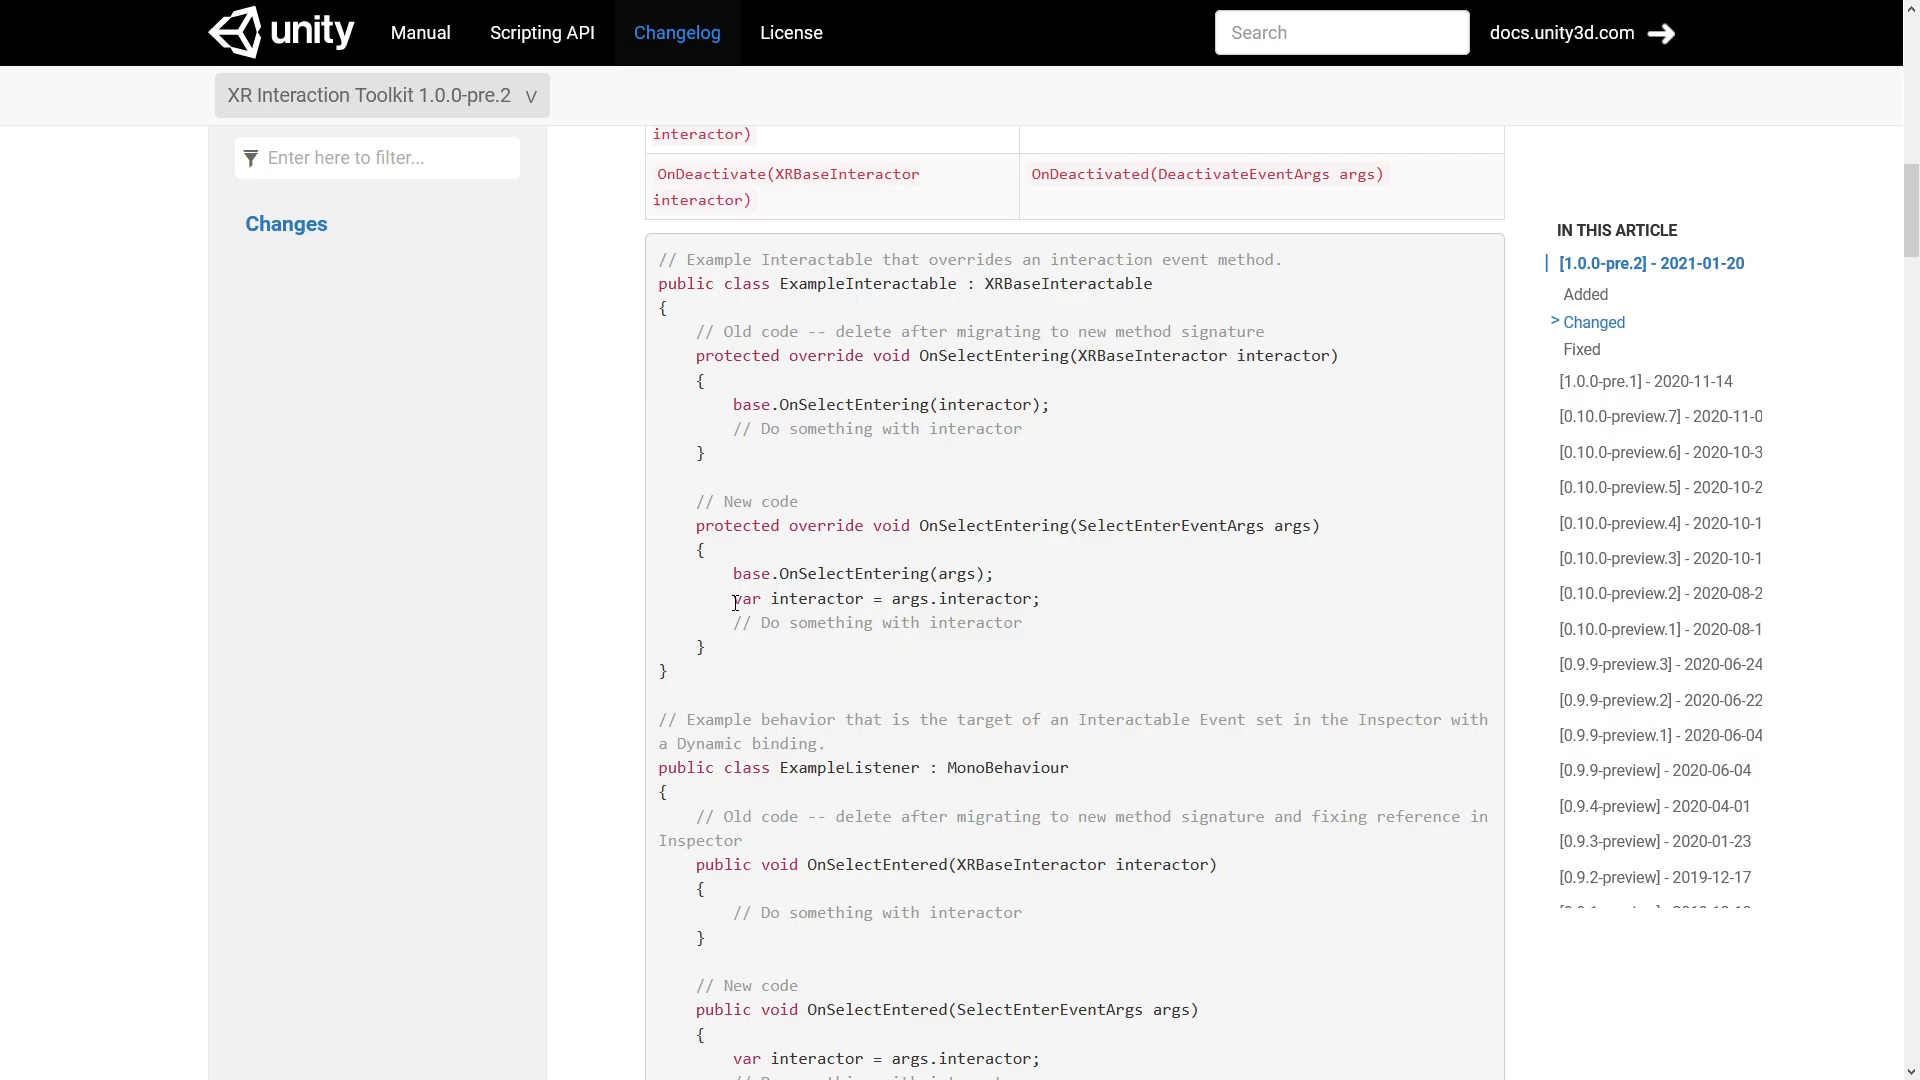 unity
Manual
Scripting API
Changelog
License
Search
docs.unity3d.com
XR Interaction Toolkit 1.0.0-pre.2 V
Enter here to filter...
Changes
interactor)
OnDeactivate(XRBaseInteractor
interactor)
OnDeactivated(DeactivateEventArgs args)
// Example Interactable that overrides an interaction event method.
public class ExampleInteractable : XRBaseInteractable
{
    // Old code -- delete after migrating to new method signature
    protected override void OnSelectEntering(XRBaseInteractor interactor)
    {
        base.OnSelectEntering(interactor);
        // Do something with interactor
    }
    // New code
    protected override void OnSelectEntering(SelectEnterEventArgs args)
    {
        base.OnSelectEntering(args);
        var interactor = args.interactor;
        // Do something with interactor
    }
}
// Example behavior that is the target of an Interactable Event set in the Inspector with
a Dynamic binding.
public class ExampleListener : MonoBehaviour
{
    // Old code -- delete after migrating to new method signature and fixing reference in
Inspector
    public void OnSelectEntered(XRBaseInteractor interactor)
    {
        // Do something with interactor
    }
    // New code
    public void OnSelectEntered(SelectEnterEventArgs args)
    {
        var interactor = args.interactor;
IN THIS ARTICLE
[1.0.0-pre.2] - 2021-01-20
Added
> Changed
Fixed
[1.0.0-pre.1] - 2020-11-14
[0.10.0-preview.7] - 2020-11-0
[0.10.0-preview.6] - 2020-10-3
[0.10.0-preview.5] - 2020-10-2
[0.10.0-preview.4] - 2020-10-1
[0.10.0-preview.3] - 2020-10-1
[0.10.0-preview.2] - 2020-08-2
[0.10.0-preview.1] - 2020-08-1
[0.9.9-preview.3] - 2020-06-24
[0.9.9-preview.2] - 2020-06-22
[0.9.9-preview.1] - 2020-06-04
[0.9.9-preview] - 2020-06-04
[0.9.4-preview] - 2020-04-01
[0.9.3-preview] - 2020-01-23
[0.9.2-preview] - 2019-12-17